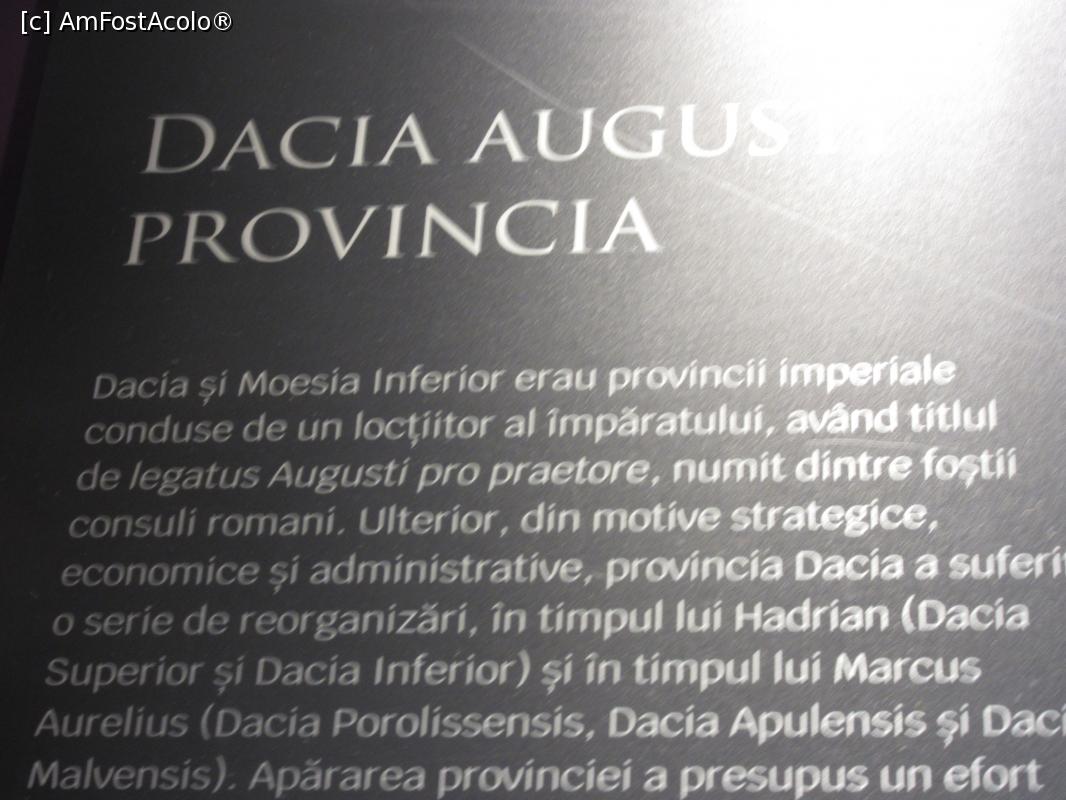 [c] AmFostAcolo®
DACIA AUGUSTI
PROVINCIA
Dacia și Moesia Inferior erau provincii imperiale
conduse de un locțiitor al împăratului, având titlul
de legatus Augusti pro praetore, numit dintre foștii
consuli romani. Ulterior, din motive strategice,
economice și administrative, provincia Dacia a suferit
o serie de reorganizări, în timpul lui Hadrian (Dacia
Superior și Dacia Inferior) și în timpul lui Marcus
Aurelius (Dacia Porolissensis, Dacia Apulensis și Daci
Malvensis). Apărarea provinciei a presupus un efort